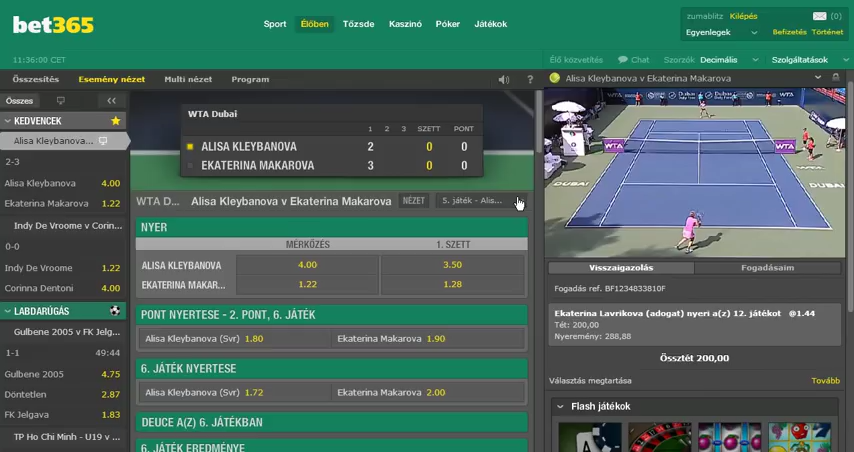 bet365
Sport Élőben Tőzsde Kaszinó Póker Játékok
zumablitz Kilépés (0)
Egyenlegek Befizetés Történet
11:36:00 CET
Élő közvetítés Chat Szorzók Decimális Szolgáltatások
Összesítés Esemény nézet Multi nézet Program ?
Összes
KEDVENCEK
Alisa Kleybanova...
2-3
Alisa Kleybanova 4.00
Ekaterina Makarova 1.22
Indy De Vroome v Corin...
0-0
Indy De Vroome 1.22
Corinna Dentoni 4.00
LABDARÚGÁS
Gulbene 2005 v FK Jelg...
1-1 49:44
Gulbene 2005 4.75
Döntetlen 2.87
FK Jelgava 1.83
TP Ho Chi Minh - U19 v ...
WTA Dubai
1 2 3 SZETT PONT
ALISA KLEYBANOVA 2 0 0
EKATERINA MAKAROVA 3 0 0
WTA D... Alisa Kleybanova v Ekaterina Makarova NÉZET 5. játék - Alis...
NYER
MÉRKŐZÉS 1. SZETT
ALISA KLEYBANOVA 4.00 3.50
EKATERINA MAKAR... 1.22 1.28
PONT NYERTESE - 2. PONT, 6. JÁTÉK
Alisa Kleybanova (Svr) 1.80 Ekaterina Makarova 1.90
6. JÁTÉK NYERTESE
Alisa Kleybanova (Svr) 1.72 Ekaterina Makarova 2.00
DEUCE A(Z) 6. JÁTÉKBAN
6. JÁTÉK EREDMÉNYE
Alisa Kleybanova v Ekaterina Makarova
WTA WTA
DUBAI
Visszaigazolás Fogadásaim
Fogadás ref. BF1234833810F
Ekaterina Lavrikova (adogat) nyeri a(z) 12. játékot @1.44
Tét: 200,00
Nyeremény: 288,88
Össztét 200,00
Választás megtartása Tovább
Flash játékok